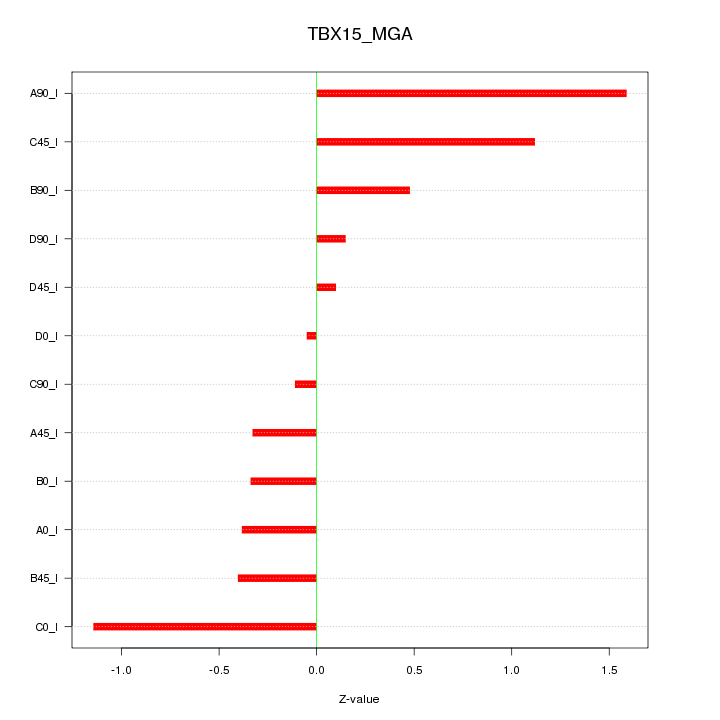 TBX15_MGA
A90_I
C45_I
B90_I
D90_I
D45_I
D0_I
C90_I
A45_I
B0_I
A0_I
B45_I
C0_I
-1.0 -0.5 0.0 0.5 1.0 1.5
Z-value